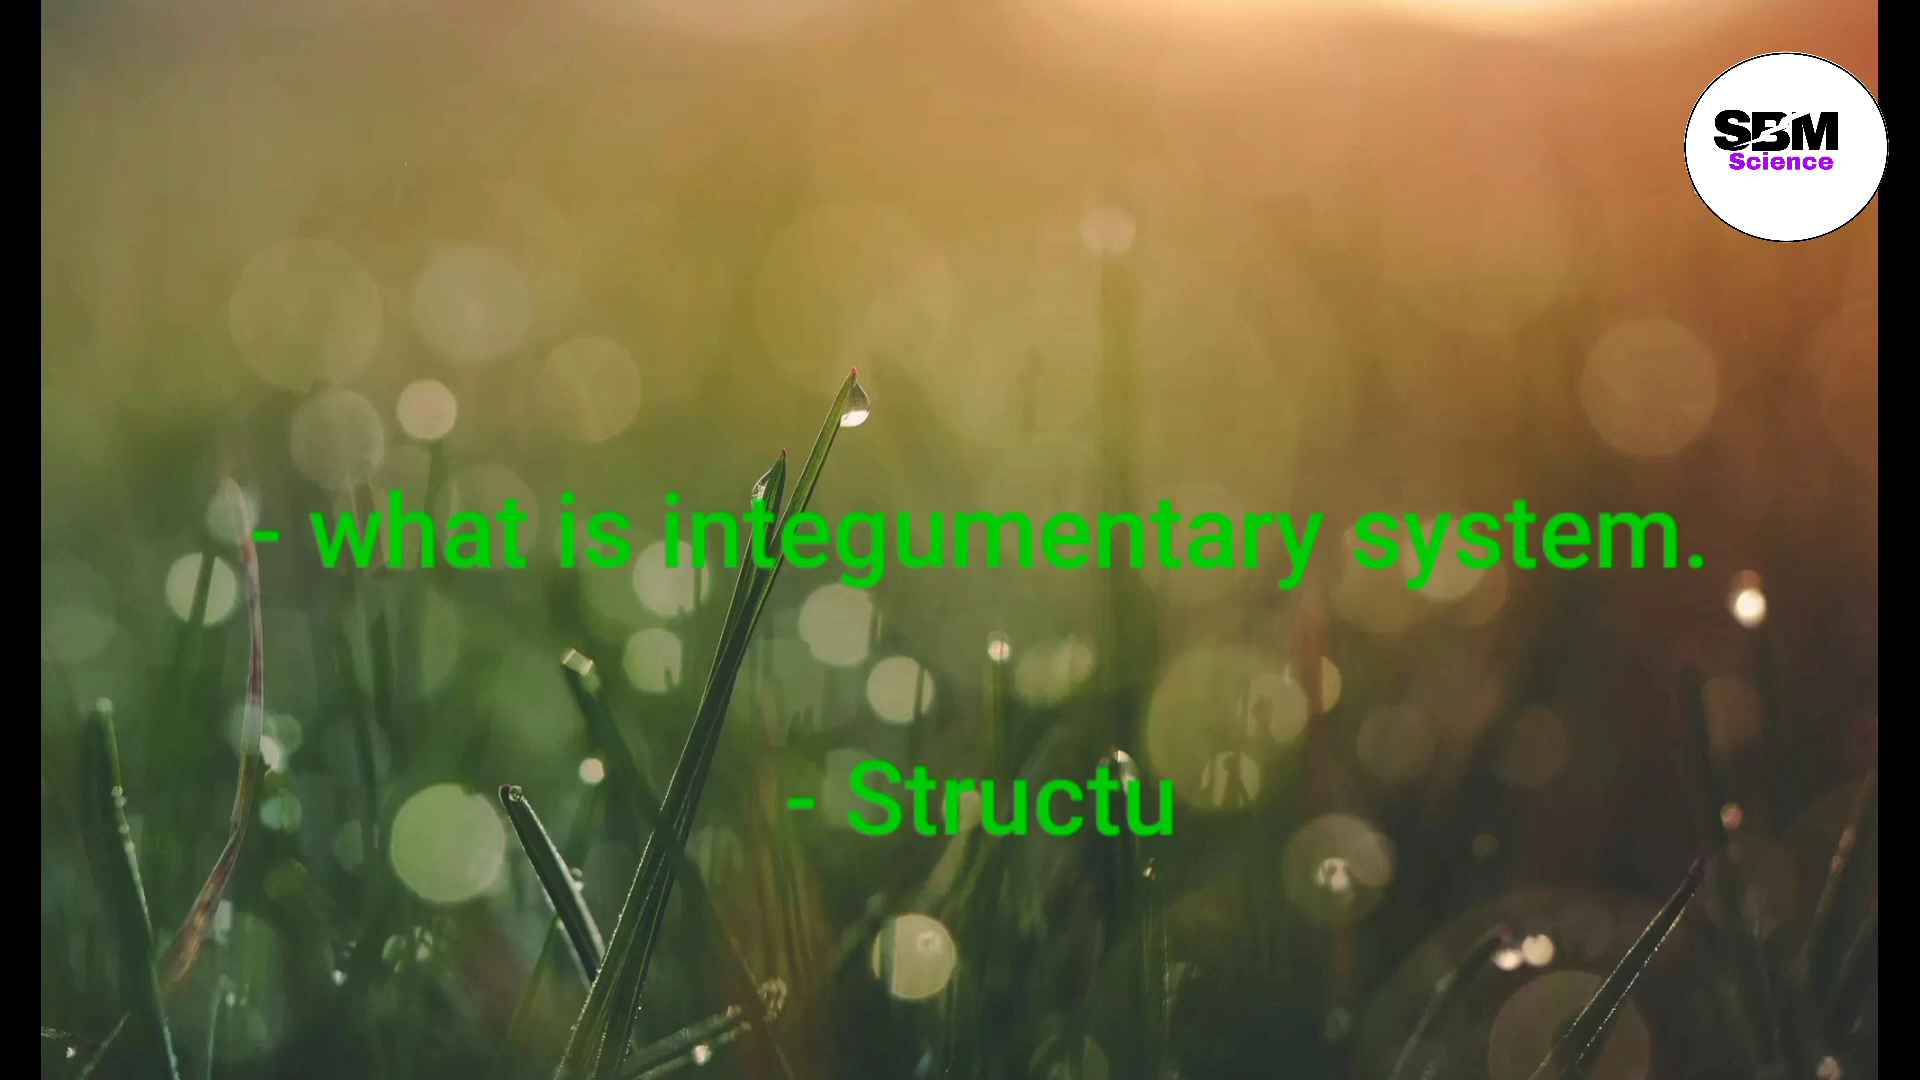 SBM
Science
- what is integumentary system.
- Structu